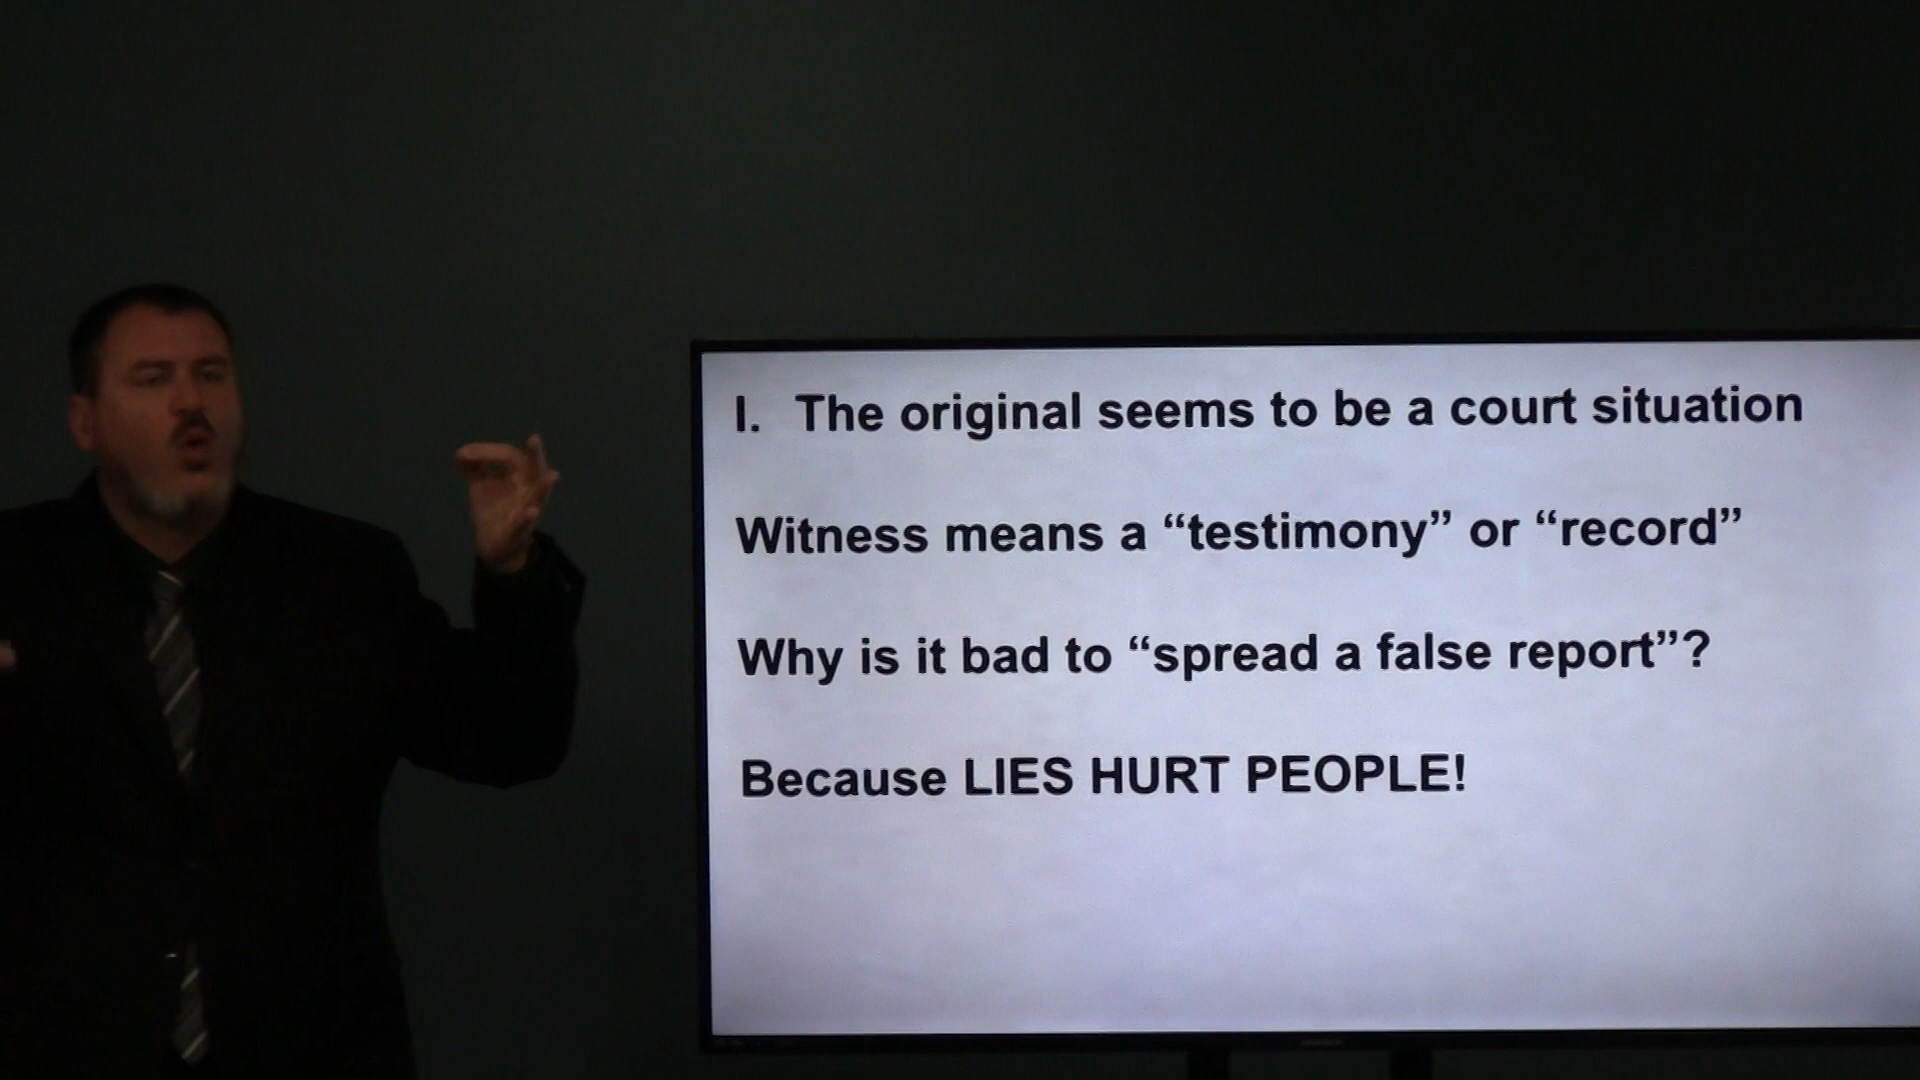 I. The original seems to be a court situation
Witness means a “testimony” or “record”
Why is it bad to “spread a false report”?
Because LIES HURT PEOPLE!